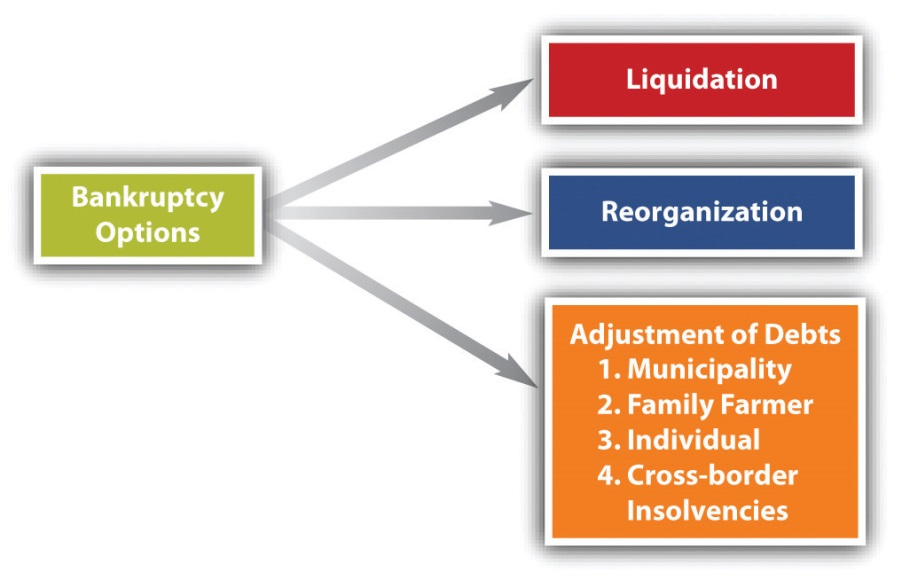 Bankruptcy
Options
Liquidation
Reorganization
Adjustment of Debts
1. Municipality
2. Family Farmer
3. Individual
4. Cross-border
Insolvencies